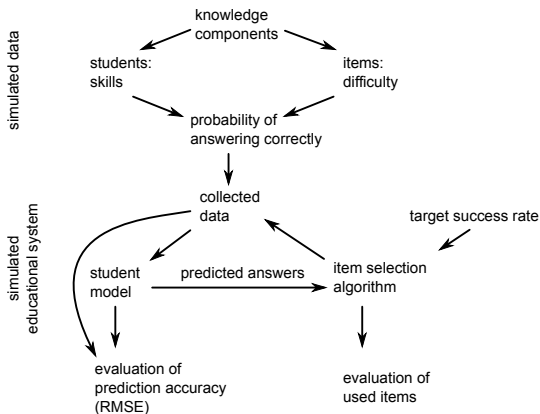 knowledge
components
students:
skills
items:
difficulty
simulated data
probability of
answering correctly
collected
data
target success rate
simulated
educational system
student
model
predicted answers
item selection
algorithm
evaluation of
prediction accuracy
(RMSE)
evaluation of
used items